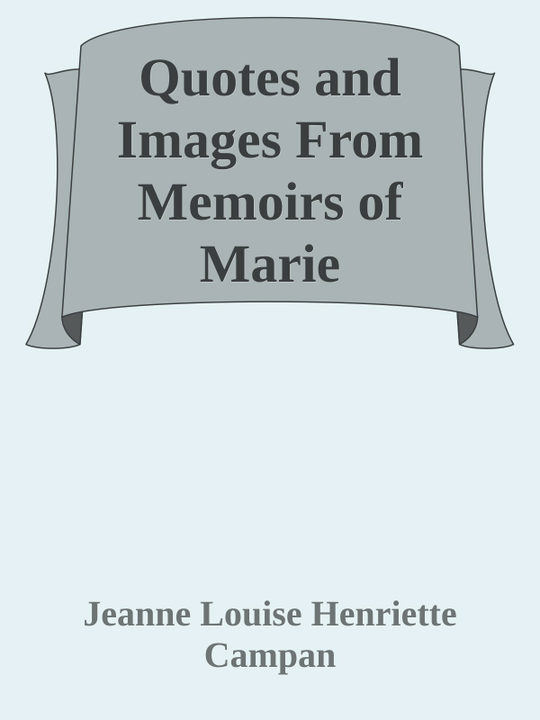 Quotes and
Images From
Memoirs of
Marie
Jeanne Louise Henriette
Campan